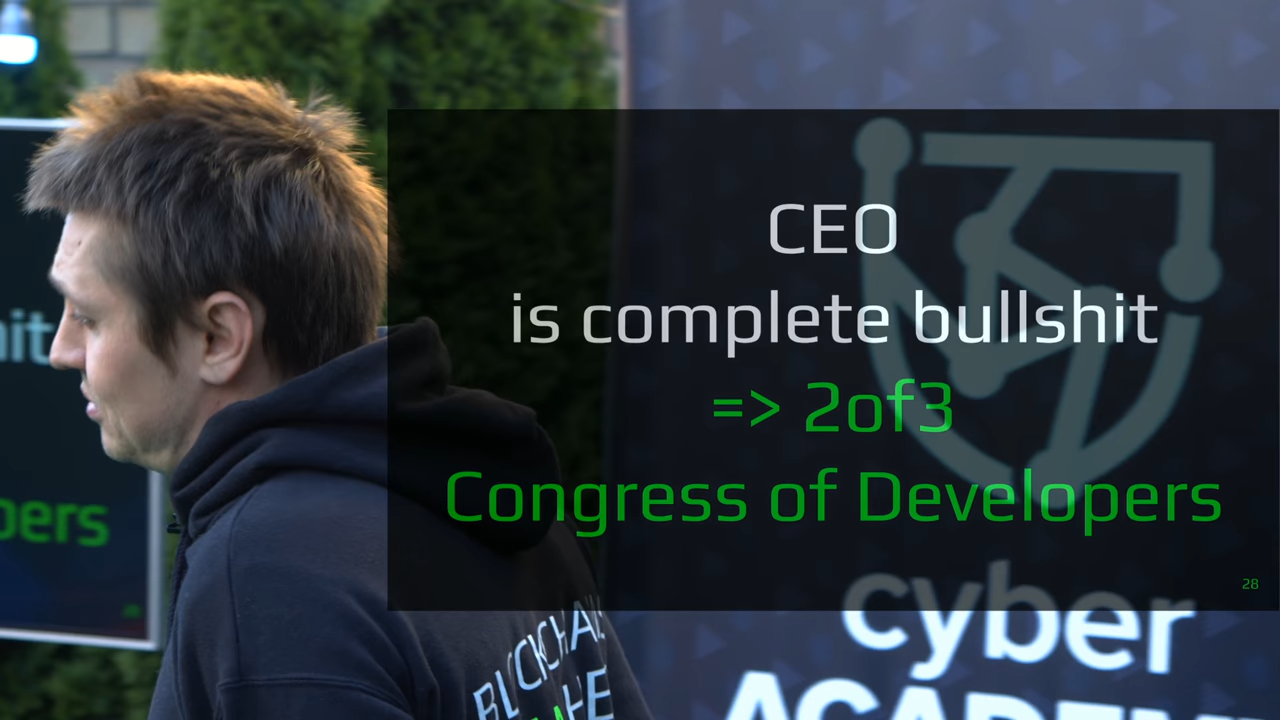 CEO
is complete bullshit
=> 2of3
Congress of Developers
28
cyber